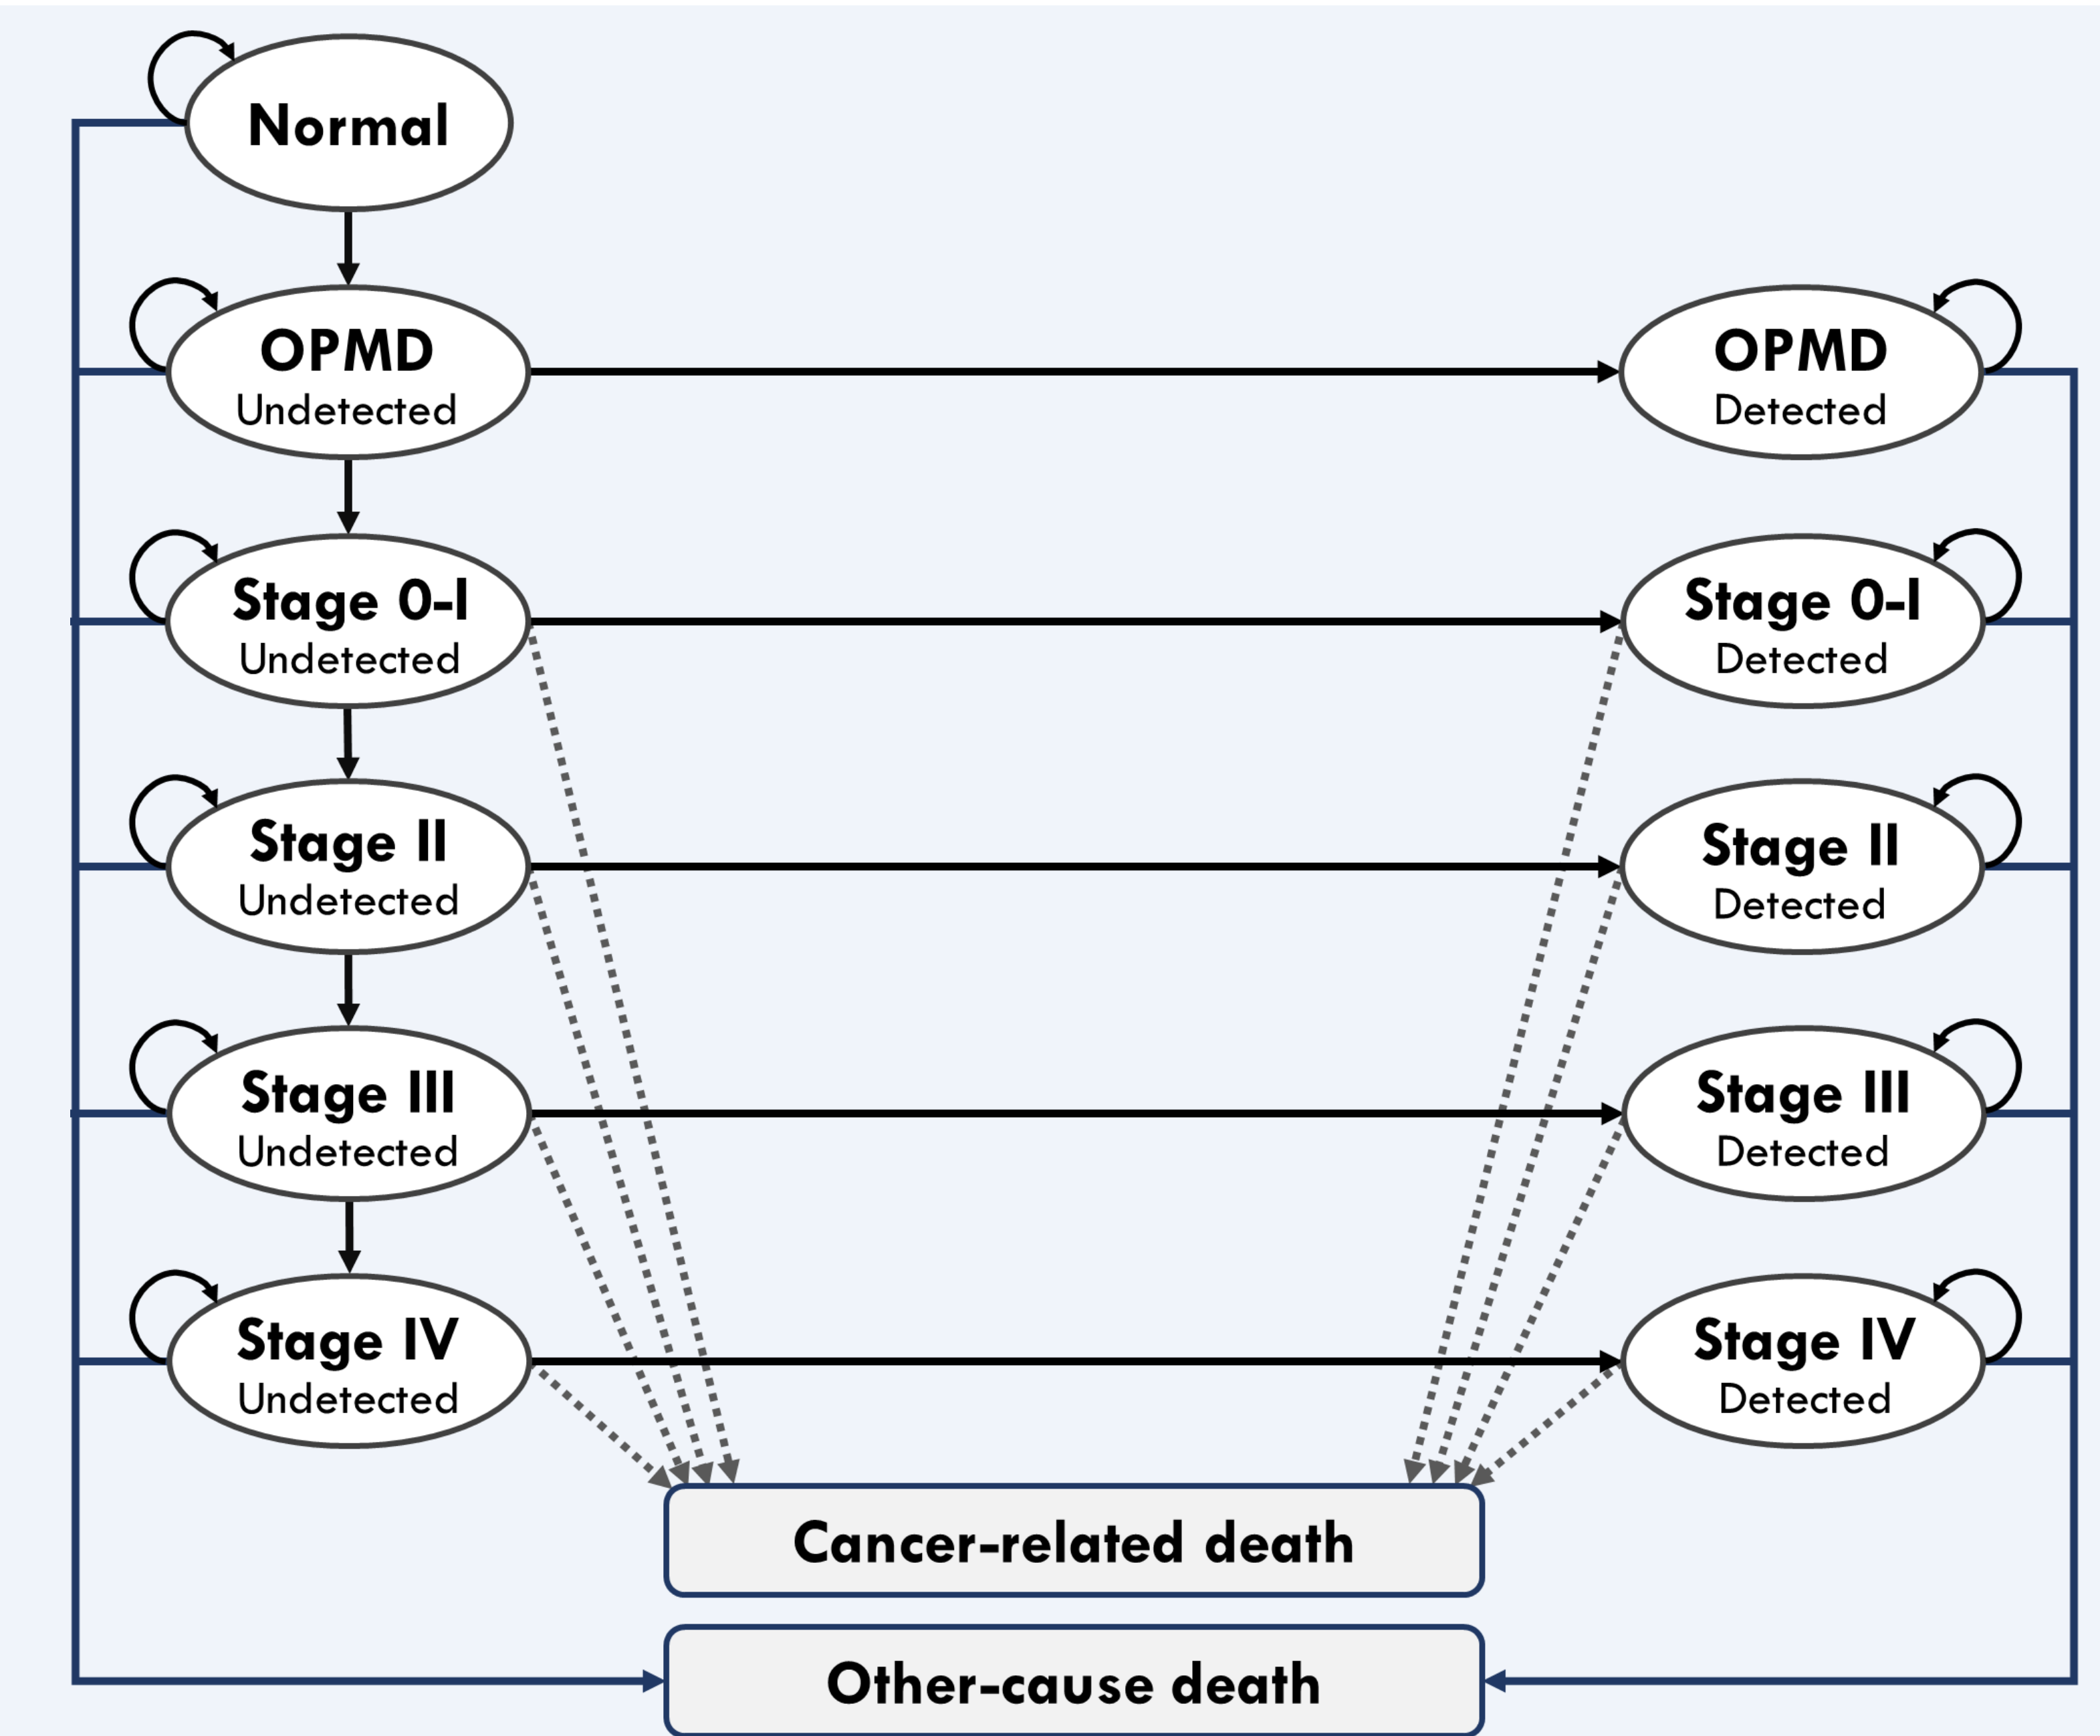 Normal
OPMD
Undetected
OPMD
Detected
Stage 0-I
Undetected
Stage 0-I
Detected
Stage II
Undetected
Stage II
Detected
Stage III
Undetected
Stage III
Detected
Stage IV
Undetected
Stage IV
Detected
Cancer-related death
Other-cause death